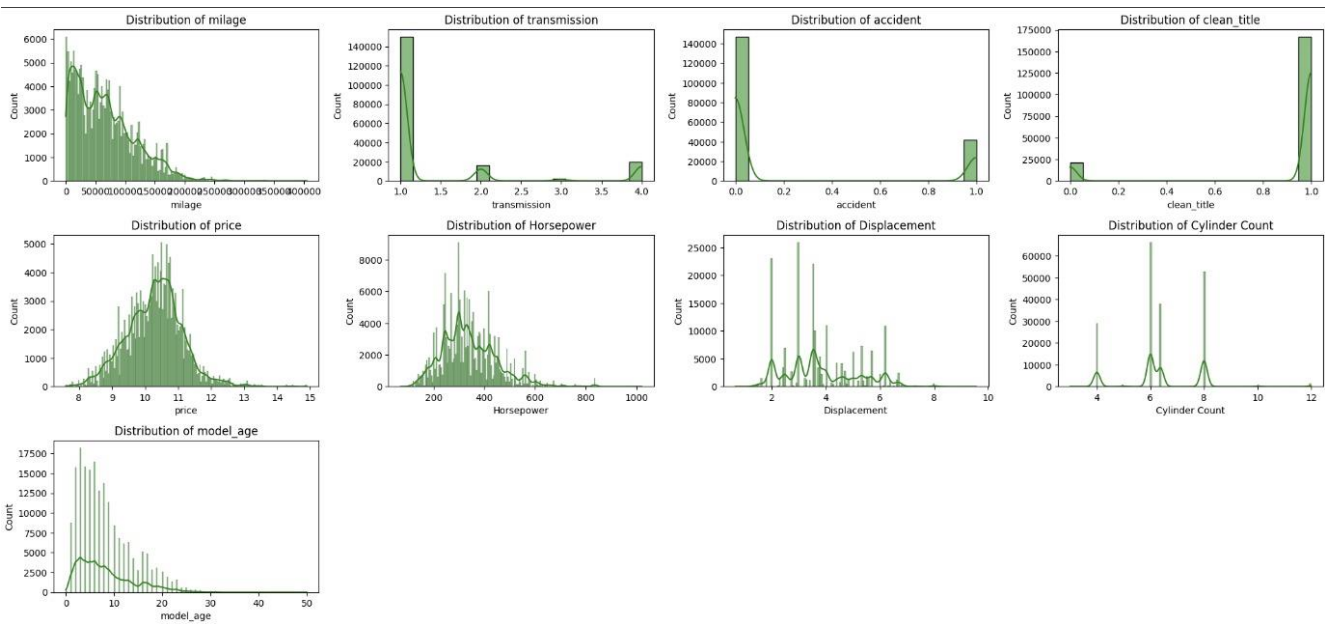 Distribution of milage
Count
6000
5000
4000
3000
2000
1000
0
0 50000 100000 150000 200000 250000 300000 350000 400000
milage
Distribution of transmission
Count
140000
120000
100000
80000
60000
40000
20000
0
1.0 1.5 2.0 2.5 3.0 3.5 4.0
transmission
Distribution of accident
Count
140000
120000
100000
80000
60000
40000
20000
0
0.0 0.2 0.4 0.6 0.8 1.0
accident
Distribution of clean_title
Count
175000
150000
125000
100000
75000
50000
25000
0
0.0 0.2 0.4 0.6 0.8 1.0
clean_title
Distribution of price
Count
5000
4000
3000
2000
1000
0
8 9 10 11 12 13 14 15
price
Distribution of Horsepower
Count
8000
6000
4000
2000
0
200 400 600 800 1000
Horsepower
Distribution of Displacement
Count
25000
20000
15000
10000
5000
0
2 4 6 8 10
Displacement
Distribution of Cylinder Count
Count
60000
50000
40000
30000
20000
10000
0
4 6 8 10 12
Cylinder Count
Distribution of model_age
Count
17500
15000
12500
10000
7500
5000
2500
0
0 10 20 30 40 50
model_age